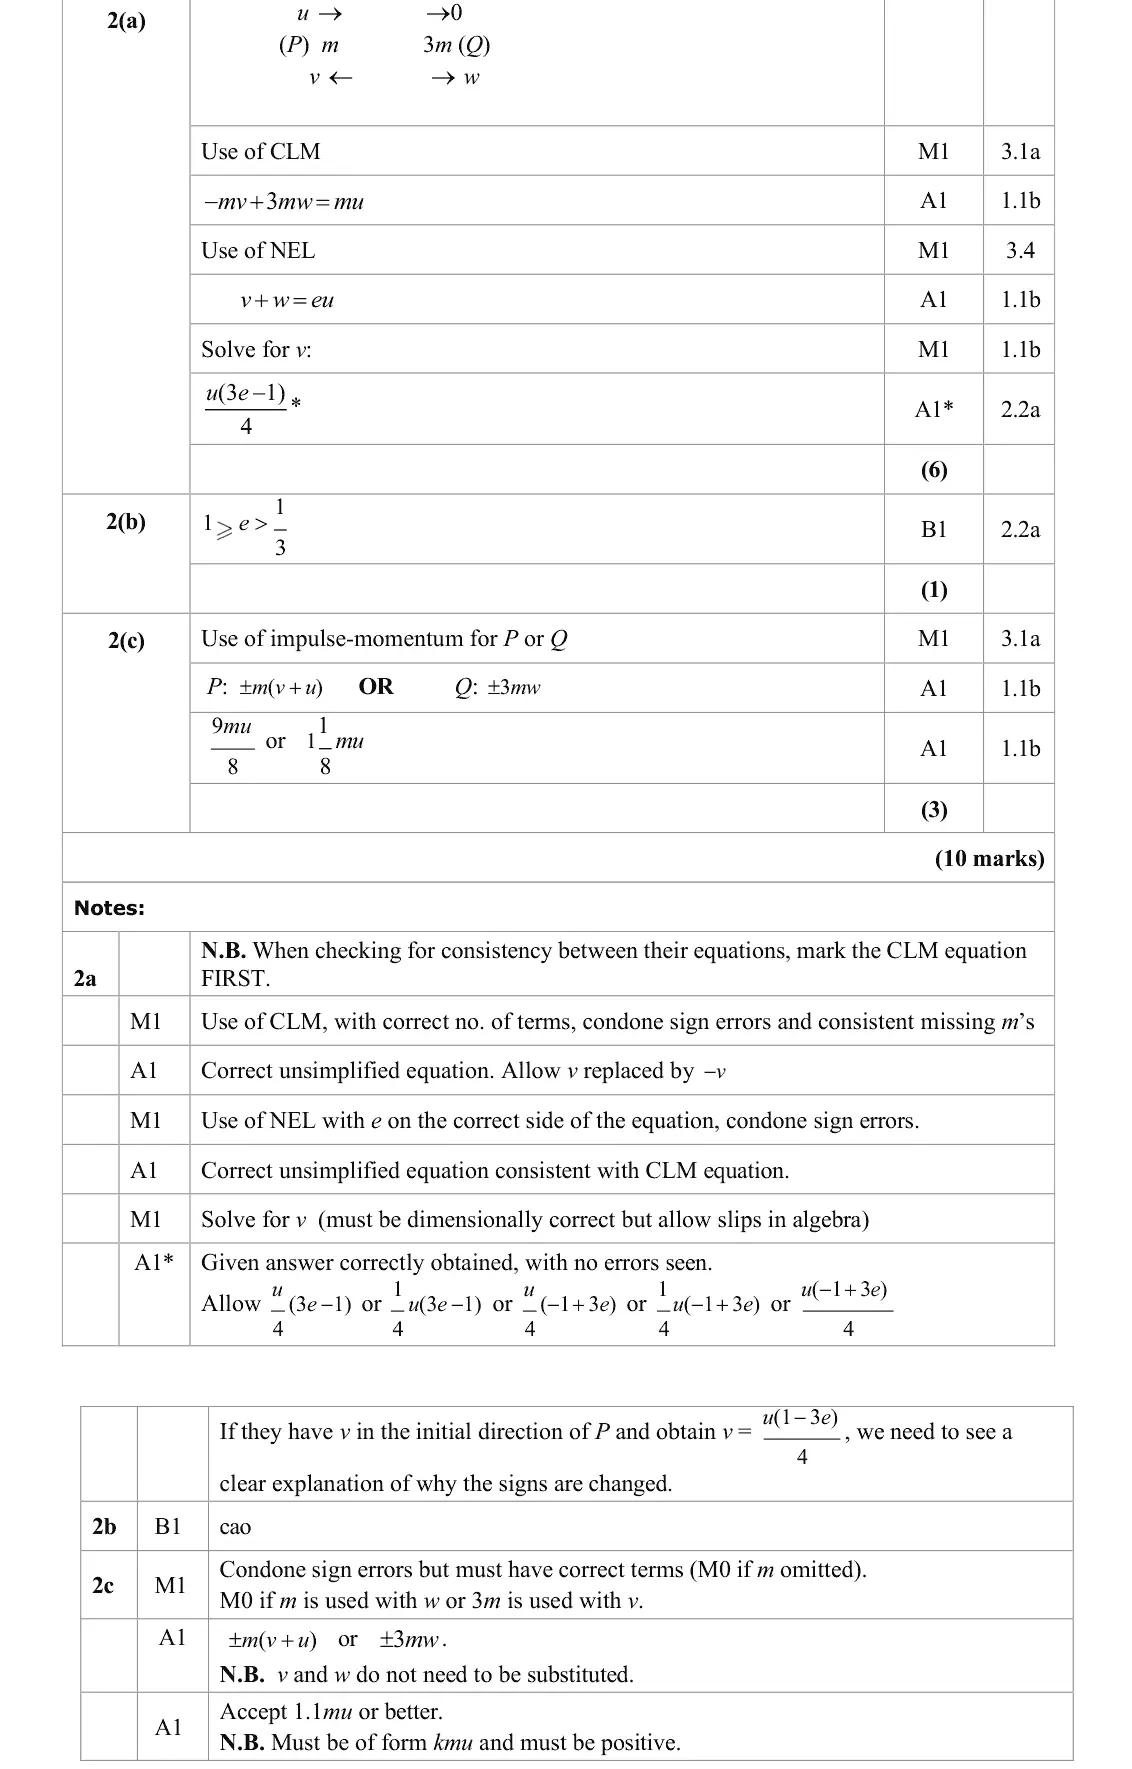 2(a)
u → →0
(P) m 3m (Q)
v ← → w
Use of CLM M1 3.1a
−mv+3mw=mu A1 1.1b
Use of NEL M1 3.4
v+w=eu A1 1.1b
Solve for v: M1 1.1b
u(3e−1)/4 * A1* 2.2a
(6)
2(b) 1⩾e>1/3 B1 2.2a
(1)
2(c) Use of impulse-momentum for P or Q M1 3.1a
P: ±m(v+u) OR Q: ±3mw A1 1.1b
9mu/8 or 1 1/8 mu A1 1.1b
(3)
(10 marks)
Notes:
2a N.B. When checking for consistency between their equations, mark the CLM equation
FIRST.
M1 Use of CLM, with correct no. of terms, condone sign errors and consistent missing m’s
A1 Correct unsimplified equation. Allow v replaced by −v
M1 Use of NEL with e on the correct side of the equation, condone sign errors.
A1 Correct unsimplified equation consistent with CLM equation.
M1 Solve for v (must be dimensionally correct but allow slips in algebra)
A1* Given answer correctly obtained, with no errors seen.
Allow u/4 (3e−1) or 1/4 u(3e−1) or u/4 (−1+3e) or 1/4 u(−1+3e) or u(−1+3e)/4
If they have v in the initial direction of P and obtain v = u(1−3e)/4 , we need to see a
clear explanation of why the signs are changed.
2b B1 cao
2c M1 Condone sign errors but must have correct terms (M0 if m omitted).
M0 if m is used with w or 3m is used with v.
A1 ±m(v+u) or ±3mw.
N.B. v and w do not need to be substituted.
A1 Accept 1.1mu or better.
N.B. Must be of form kmu and must be positive.